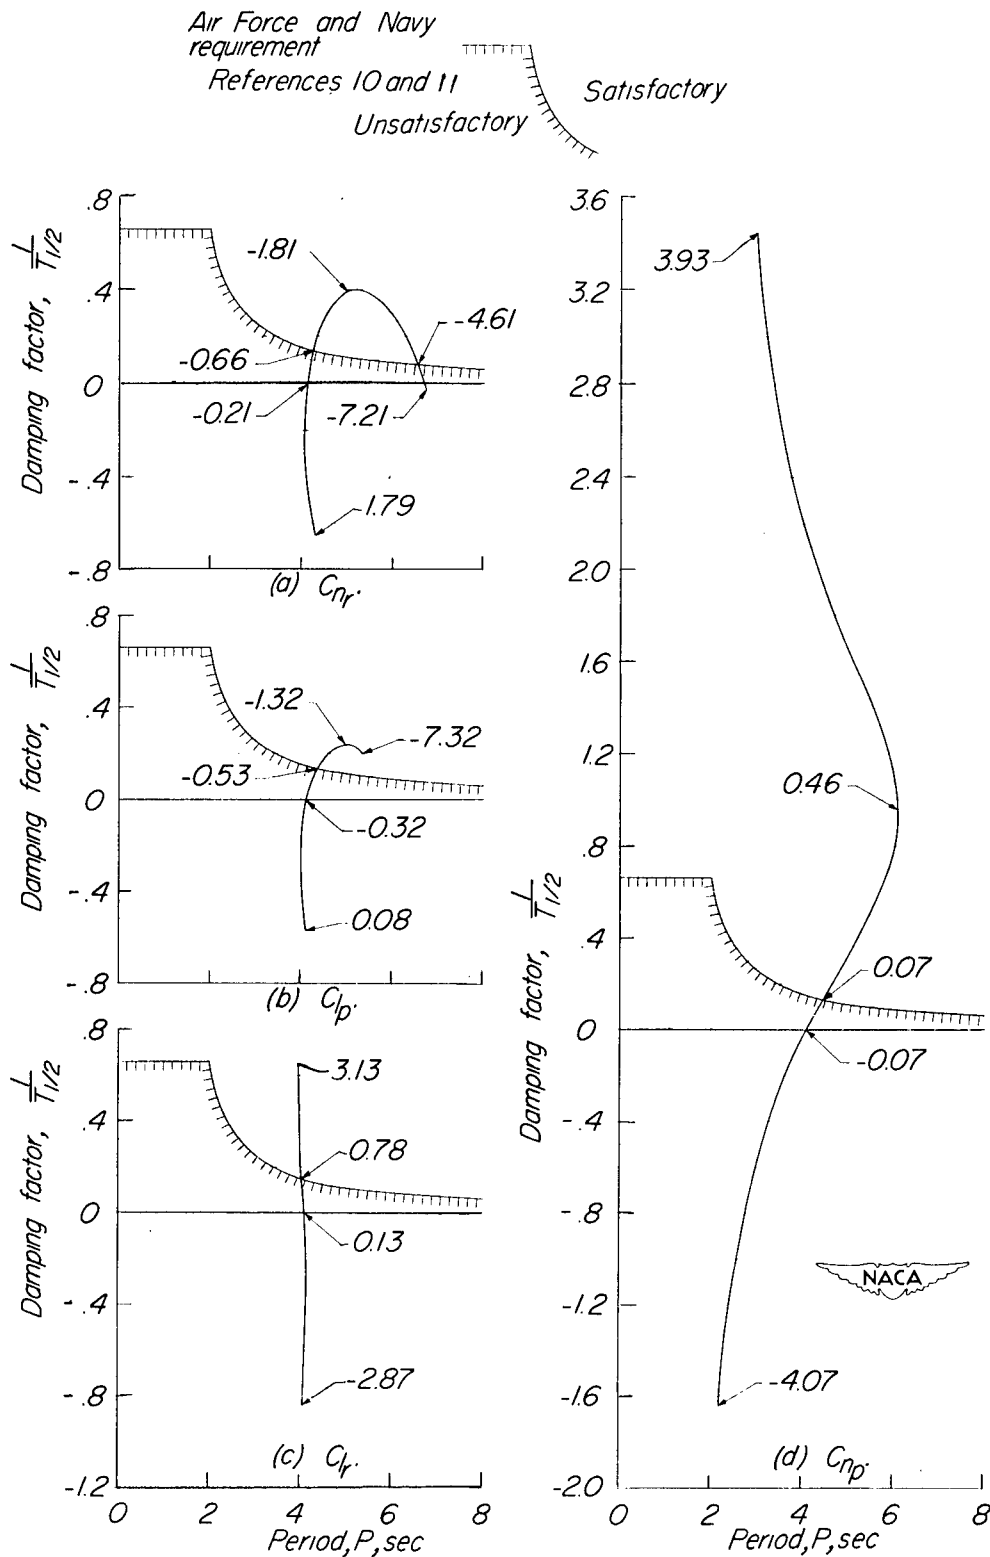 Air Force and Navy
requirement
References 10 and 11
Satisfactory
Unsatisfactory
Damping factor, 1/T1/2
.8
.4
0
-.4
-.8
-1.81
-4.61
-0.66
-0.21
-7.21
1.79
(a) Cnr.
Damping factor, 1/T1/2
.8
.4
0
-.4
-.8
-1.32
-7.32
-0.53
-0.32
0.08
(b) Clp.
Damping factor, 1/T1/2
.4
0
-.4
-.8
-1.2
3.13
0.78
0.13
-2.87
(c) Clr.
0 2 4 6 8
Period, P, sec
Damping factor, 1/T1/2
3.6
3.2
2.8
2.4
2.0
1.6
1.2
.8
.4
0
-.4
-.8
-1.2
-1.6
-2.0
3.93
0.46
0.07
-0.07
-4.07
NACA
(d) Cnp.
0 2 4 6 8
Period, P, sec